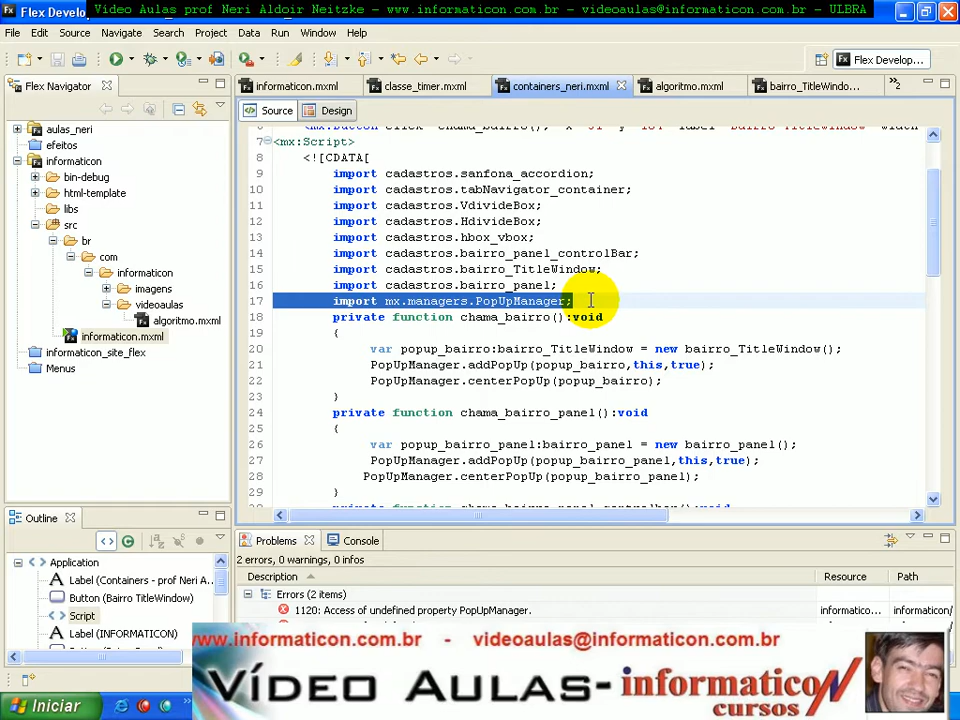 Vídeo Aulas prof Neri Aldoir Neitzke - www.informaticon.com.br - videoaulas@informaticon.com.br - ULBRA
Flex Develop
File Edit Source Navigate Search Project Data Run Window Help
Flex Develop...
Flex Navigator
aulas_neri
efeitos
informaticon
bin-debug
html-template
libs
src
br
com
informaticon
imagens
videoaulas
algoritmo.mxml
informaticon.mxml
informatico_site_flex
Menus
informaticon.mxml classe_timer.mxml containers_neri.mxml algoritmo.mxml bairro_TitleWindo... »2
Source Design
7 <mx:Script>
8 <![CDATA[
9 import cadastros.sanfona_accordion;
10 import cadastros.tabNavigator_container;
11 import cadastros.VdivideBox;
12 import cadastros.HdivideBox;
13 import cadastros.hbox_vbox;
14 import cadastros.bairro_panel_controlBar;
15 import cadastros.bairro_TitleWindow;
16 import cadastros.bairro_panel;
17 import mx.managers.PopUpManager;
18 private function chama_bairro():void
19 {
20 var popup_bairro:bairro_TitleWindow = new bairro_TitleWindow();
21 PopUpManager.addPopUp(popup_bairro,this,true);
22 PopUpManager.centerPopUp(popup_bairro);
23 }
24 private function chama_bairro_panel():void
25 {
26 var popup_bairro_panel:bairro_panel = new bairro_panel();
27 PopUpManager.addPopUp(popup_bairro_panel,this,true);
28 PopUpManager.centerPopUp(popup_bairro_panel);
29 }
Outline
Application
Label (Containers - prof Neri A...
Button (Bairro TitleWindow)
Script
Label (INFORMATICON)
Problems Console
2 errors, 0 warnings, 0 infos
Description Resource Path
Errors (2 items)
1120: Access of undefined property PopUpManager. informatico... informaticon/
www.informaticon.com.br - videoaulas@informaticon.com.br
Vídeo Aulas- informaticoN
cursos
Iniciar